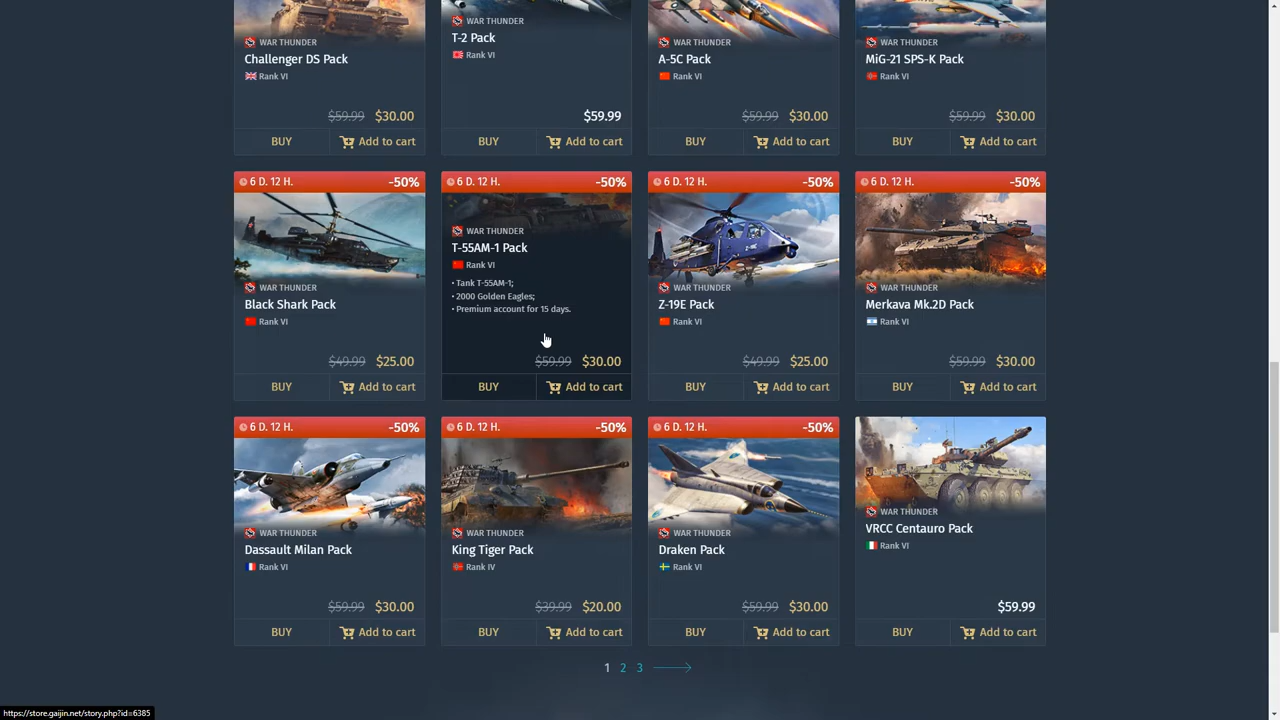 WAR THUNDER
Challenger DS Pack
Rank VI
$59.99 $30.00
BUY Add to cart
WAR THUNDER
T-2 Pack
Rank VI
$59.99
BUY Add to cart
WAR THUNDER
A-5C Pack
Rank VI
$59.99 $30.00
BUY Add to cart
WAR THUNDER
MiG-21 SPS-K Pack
Rank VI
$59.99 $30.00
BUY Add to cart
6 D. 12 H. -50%
WAR THUNDER
Black Shark Pack
Rank VI
$49.99 $25.00
BUY Add to cart
6 D. 12 H. -50%
WAR THUNDER
T-55AM-1 Pack
Rank VI
• Tank T-55AM-1;
• 2000 Golden Eagles;
• Premium account for 15 days.
$59.99 $30.00
BUY Add to cart
6 D. 12 H. -50%
WAR THUNDER
Z-19E Pack
Rank VI
$49.99 $25.00
BUY Add to cart
6 D. 12 H. -50%
WAR THUNDER
Merkava Mk.2D Pack
Rank VI
$59.99 $30.00
BUY Add to cart
6 D. 12 H. -50%
WAR THUNDER
Dassault Milan Pack
Rank VI
$59.99 $30.00
BUY Add to cart
6 D. 12 H. -50%
WAR THUNDER
King Tiger Pack
Rank IV
$39.99 $20.00
BUY Add to cart
6 D. 12 H. -50%
WAR THUNDER
Draken Pack
Rank VI
$59.99 $30.00
BUY Add to cart
WAR THUNDER
VRCC Centauro Pack
Rank VI
$59.99
BUY Add to cart
1 2 3
https://store.gaijin.net/story.php?id=6385